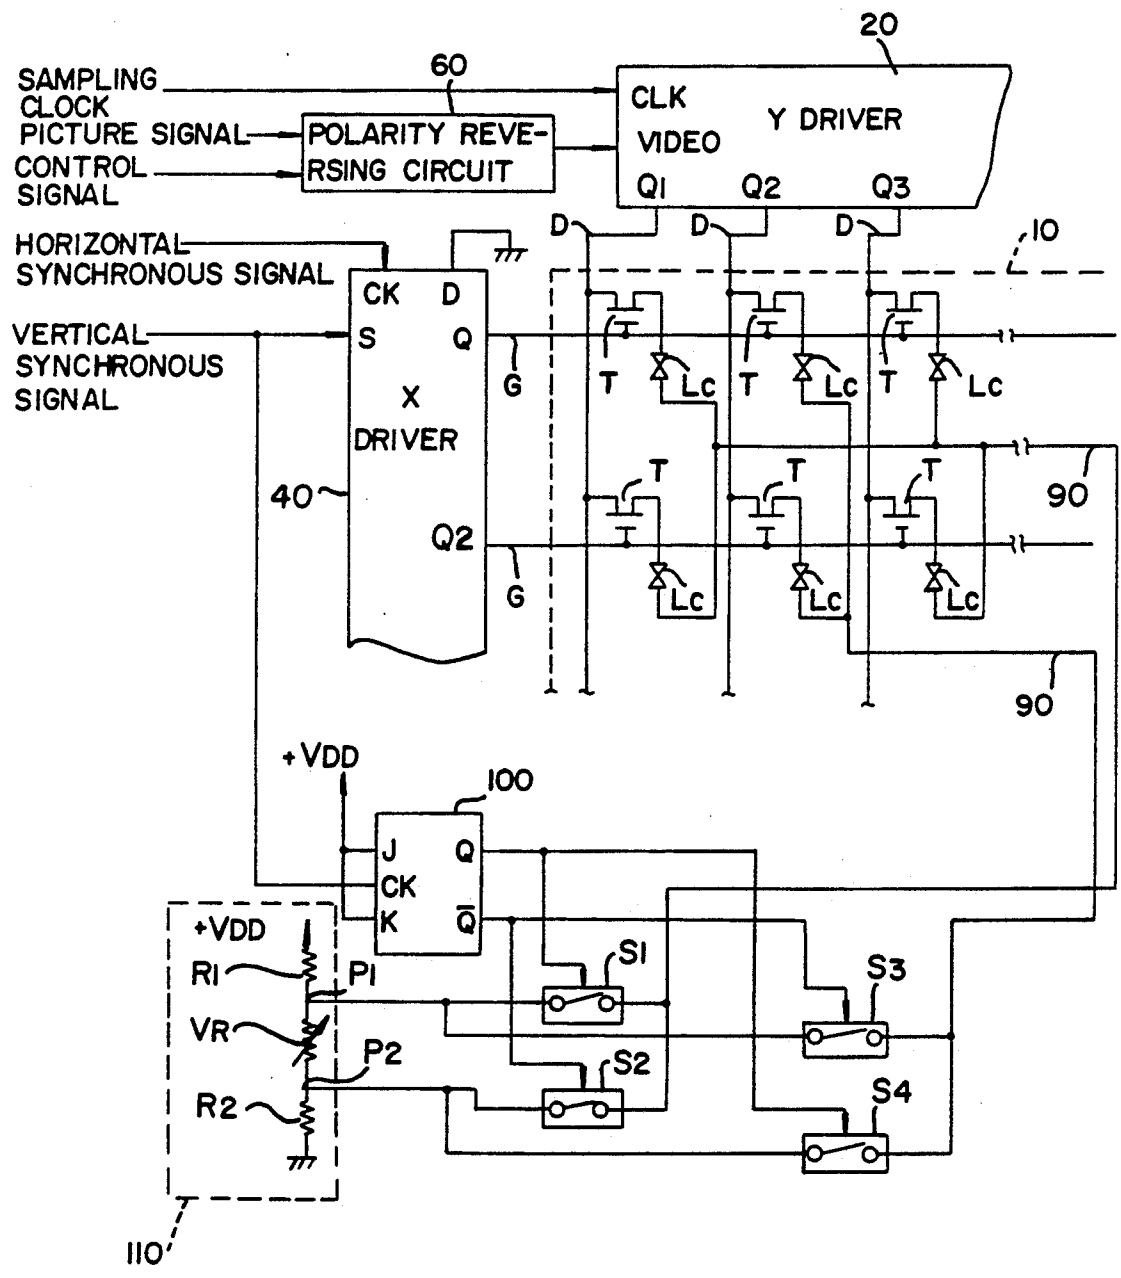 20
SAMPLING
CLOCK
60
CLK
Y DRIVER
PICTURE SIGNAL
POLARITY REVE-
RSING CIRCUIT
VIDEO
CONTROL
SIGNAL
Q1
Q2
Q3
D
D
D
10
HORIZONTAL
SYNCHRONOUS SIGNAL
CK
D
VERTICAL
SYNCHRONOUS
SIGNAL
S
Q
G
T
LC
T
LC
T
LC
X
DRIVER
40
T
T
T
90
Q2
G
LC
LC
LC
90
+VDD
100
J
Q
CK
K
Q̅
+VDD
R1
P1
S1
S3
VR
P2
S2
R2
S4
110